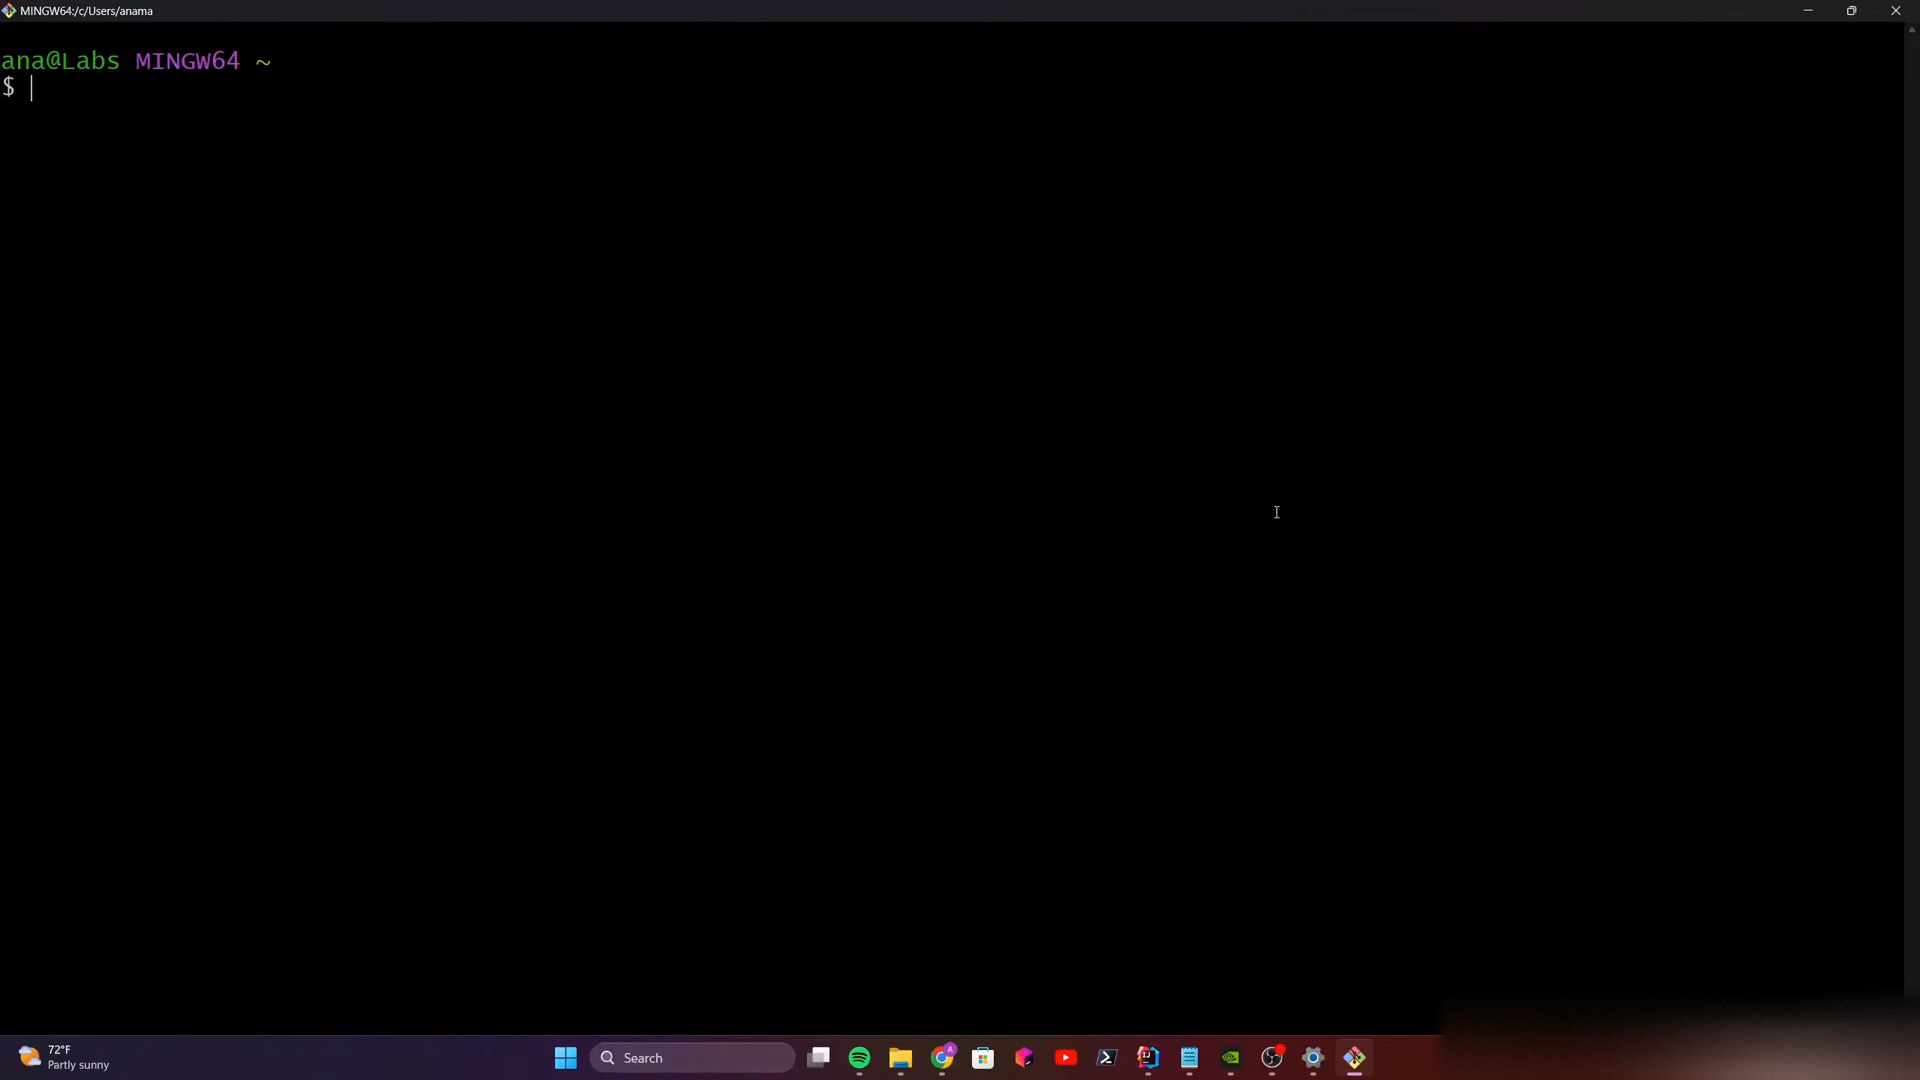 MINGW64:/c/Users/anama
ana@Labs MINGW64 ~
$
72°F
Partly sunny
Search
A